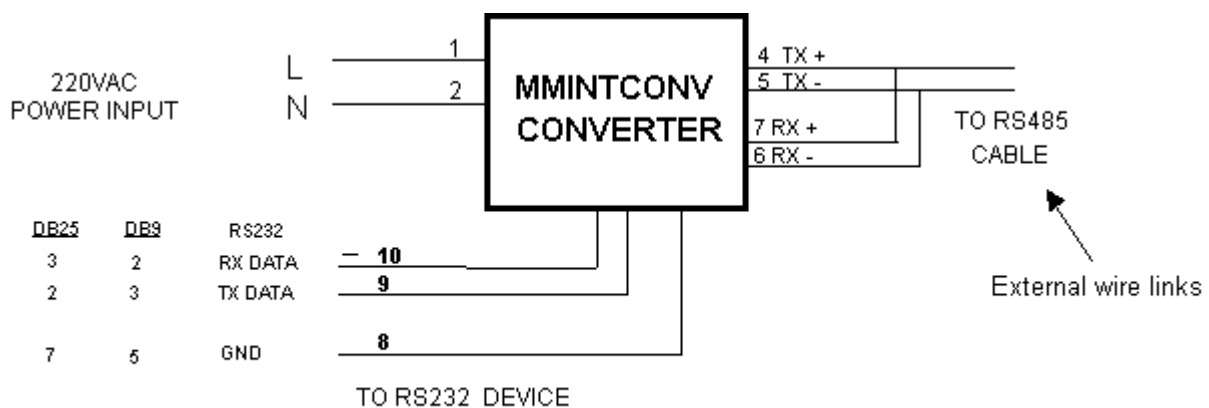 220VAC
POWER INPUT
L
N
1
2
MMINTCONV
CONVERTER
4 TX +
5 TX -
7 RX +
6 RX -
TO RS485
CABLE
External wire links
DB25 DB9 RS232
3 2 RX DATA 10
2 3 TX DATA 9
7 5 GND 8
TO RS232 DEVICE